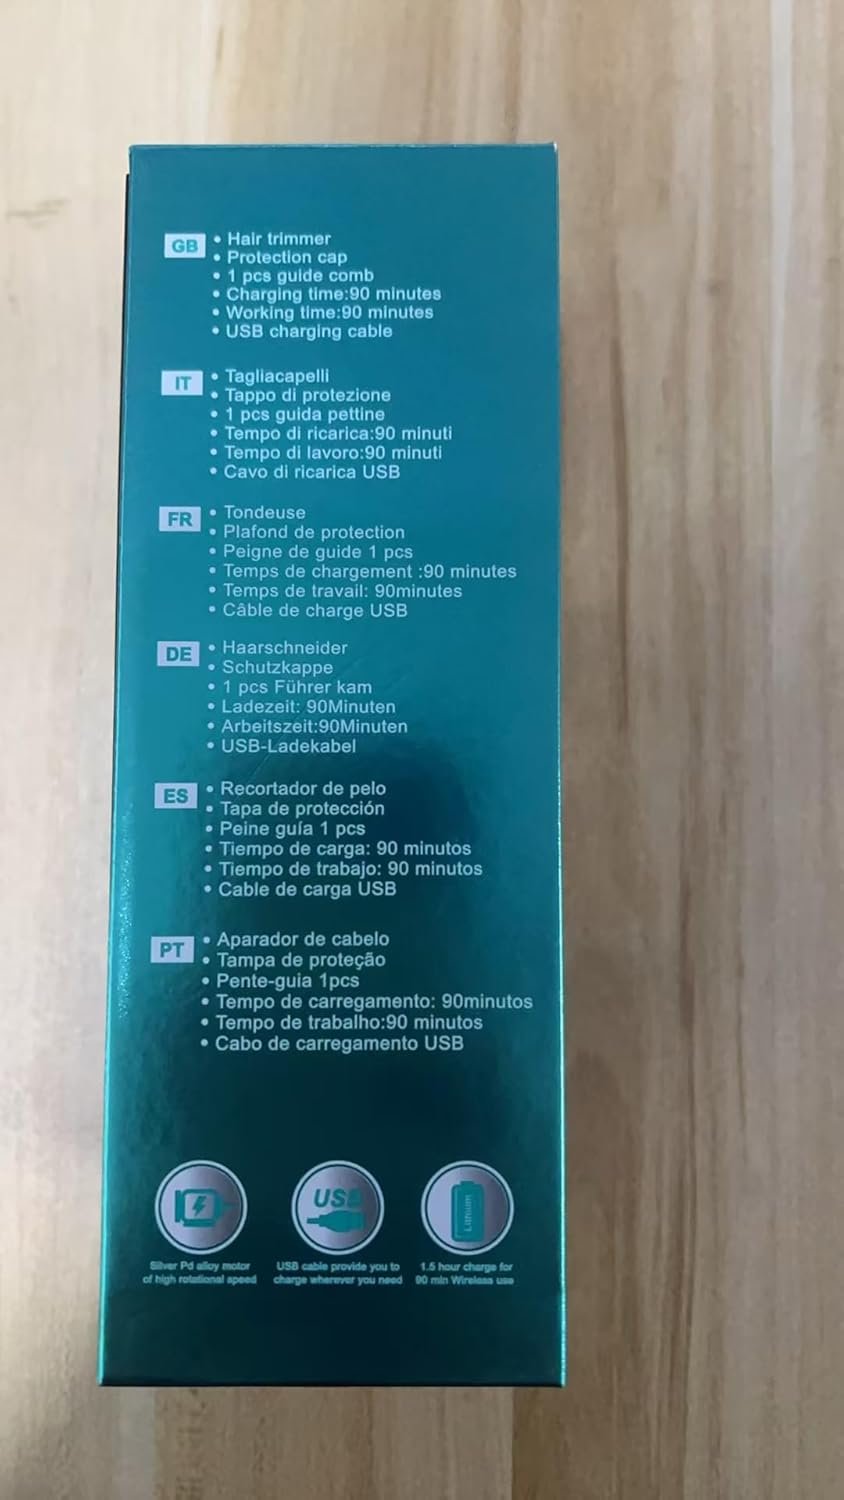 GB
• Hair trimmer
• Protection cap
• 1 pcs guide comb
• Charging time:90 minutes
• Working time:90 minutes
• USB charging cable
IT
• Tagliacapelli
• Tappo di protezione
• 1 pcs guida pettine
• Tempo di ricarica:90 minuti
• Tempo di lavoro:90 minuti
• Cavo di ricarica USB
FR
• Tondeuse
• Plafond de protection
• Peigne de guide 1 pcs
• Temps de chargement :90 minutes
• Temps de travail: 90minutes
• Câble de charge USB
DE
• Haarschneider
• Schutzkappe
• 1 pcs Führer kam
• Ladezeit: 90Minuten
• Arbeitszeit:90Minuten
• USB-Ladekabel
ES
• Recortador de pelo
• Tapa de protección
• Peine guía 1 pcs
• Tiempo de carga: 90 minutos
• Tiempo de trabajo: 90 minutos
• Cable de carga USB
PT
• Aparador de cabelo
• Tampa de proteção
• Pente-guia 1pcs
• Tempo de carregamento: 90minutos
• Tempo de trabalho:90 minutos
• Cabo de carregamento USB
USB
Lithium
Silver Pd alloy motor
of high rotational speed
USB cable provide you to
charge wherever you need
1.5 hour charge for
90 min Wireless use